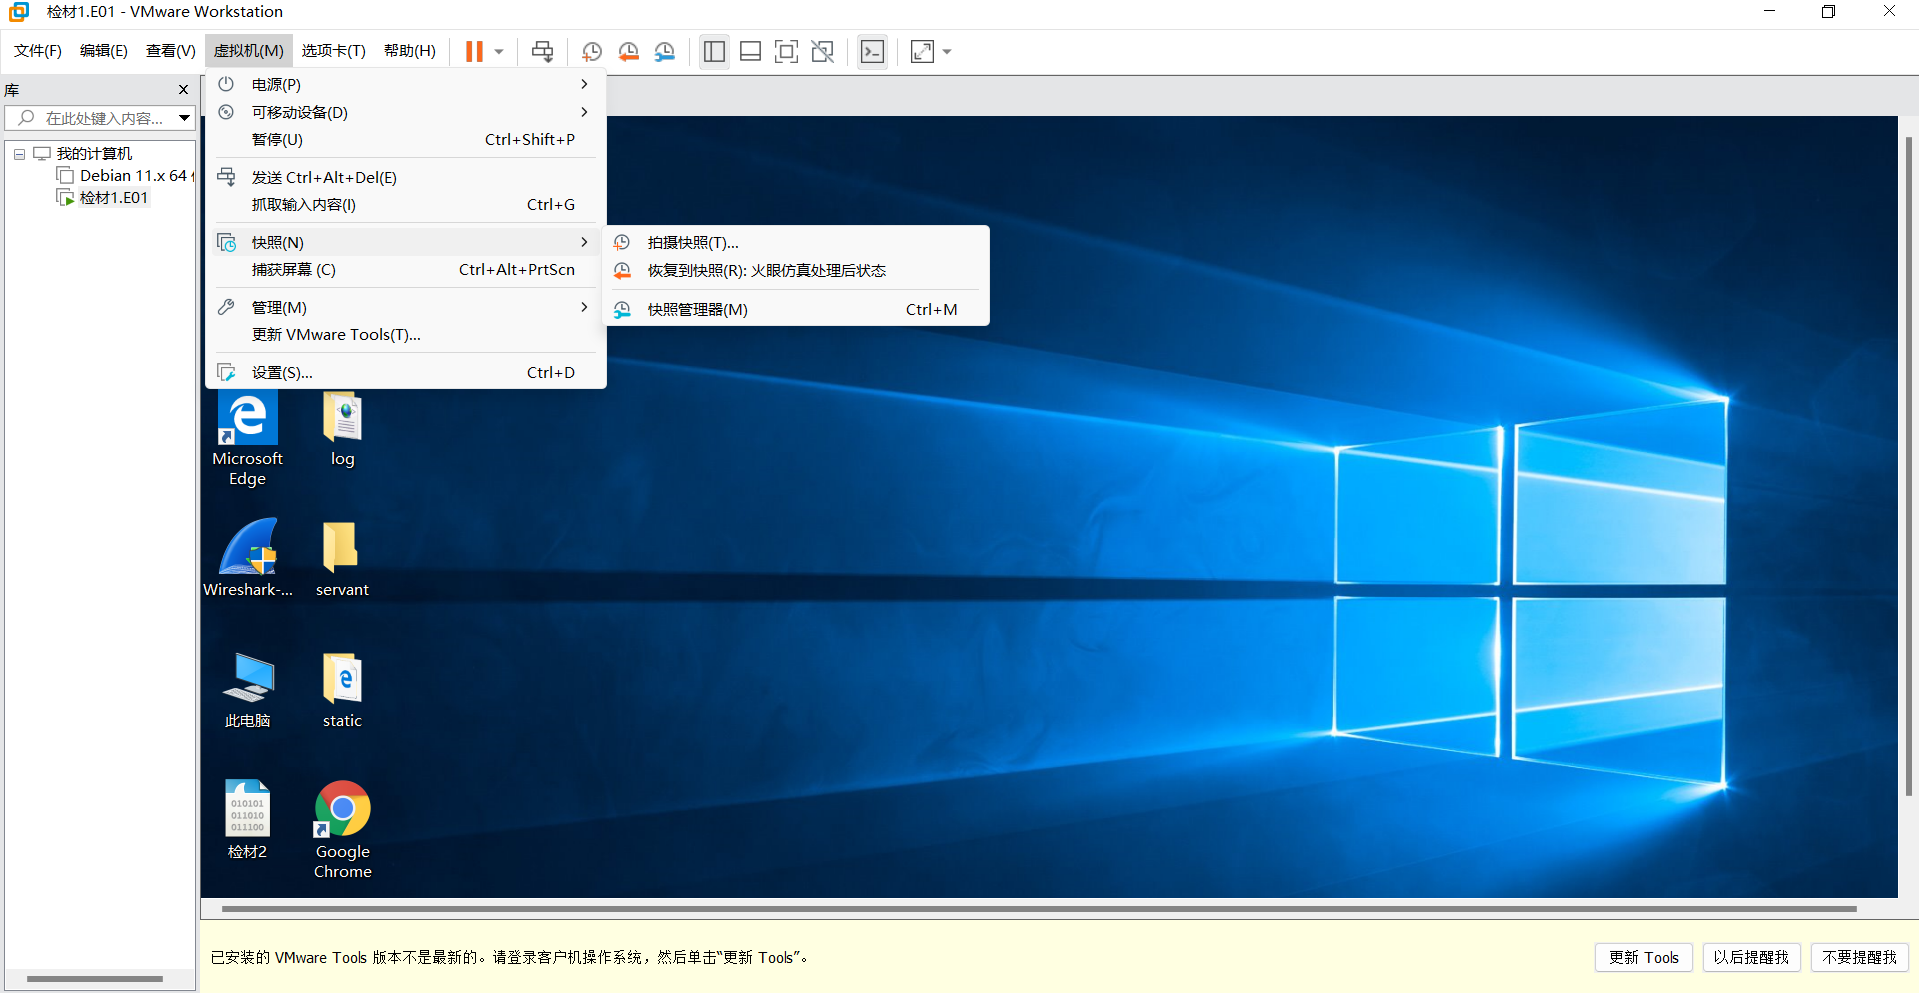 检材1.E01 - VMware Workstation
文件(F) 编辑(E) 查看(V) 虚拟机(M) 选项卡(T) 帮助(H)
库
在此处键入内容...
我的计算机
Debian 11.x 64
检材1.E01
电源(P)
可移动设备(D)
暂停(U) Ctrl+Shift+P
发送 Ctrl+Alt+Del(E)
抓取输入内容(I) Ctrl+G
快照(N)
捕获屏幕 (C) Ctrl+Alt+PrtScn
管理(M)
更新 VMware Tools(T)...
设置(S)... Ctrl+D
拍摄快照(T)...
恢复到快照(R): 火眼仿真处理后状态
快照管理器(M) Ctrl+M
Microsoft
Edge
log
Wireshark-...
servant
此电脑
static
010101
011010
011100
检材2
Google
Chrome
已安装的 VMware Tools 版本不是最新的。请登录客户机操作系统，然后单击“更新 Tools”。
更新 Tools 以后提醒我 不要提醒我